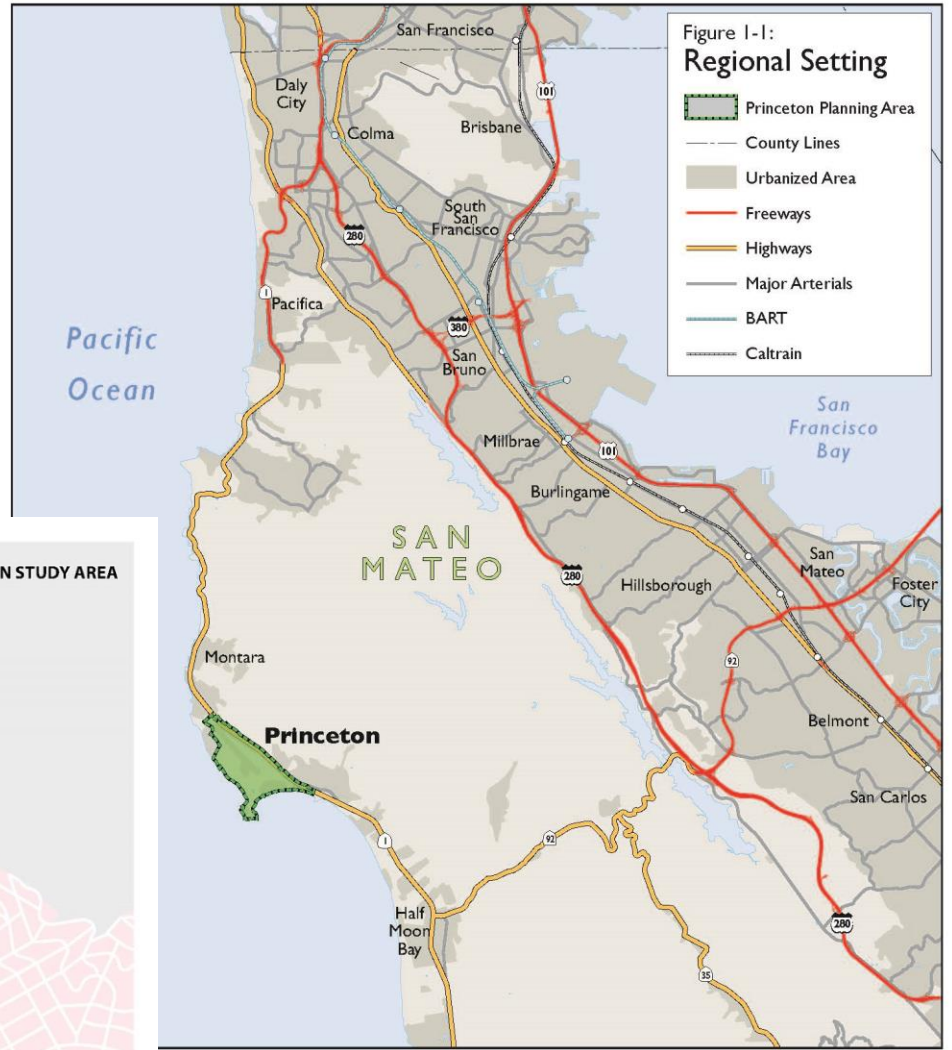 Figure 1-1:
Regional Setting
Princeton Planning Area
County Lines
Urbanized Area
Freeways
Highways
Major Arterials
BART
Caltrain
San Francisco
Daly
City
Colma
Brisbane
101
South
San
Francisco
280
1
Pacifica
380
San
Bruno
Pacific
Ocean
San
Francisco
Bay
Millbrae
101
Burlingame
SAN
MATEO
280
Hillsborough
San
Mateo
Foster
City
N STUDY AREA
Montara
92
Belmont
Princeton
San Carlos
1
92
Half
Moon
Bay
280
35